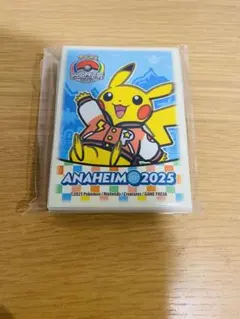 ANAHEIM 2025
©2025 Pokémon / Nintendo / Creatures / GAME FREAK